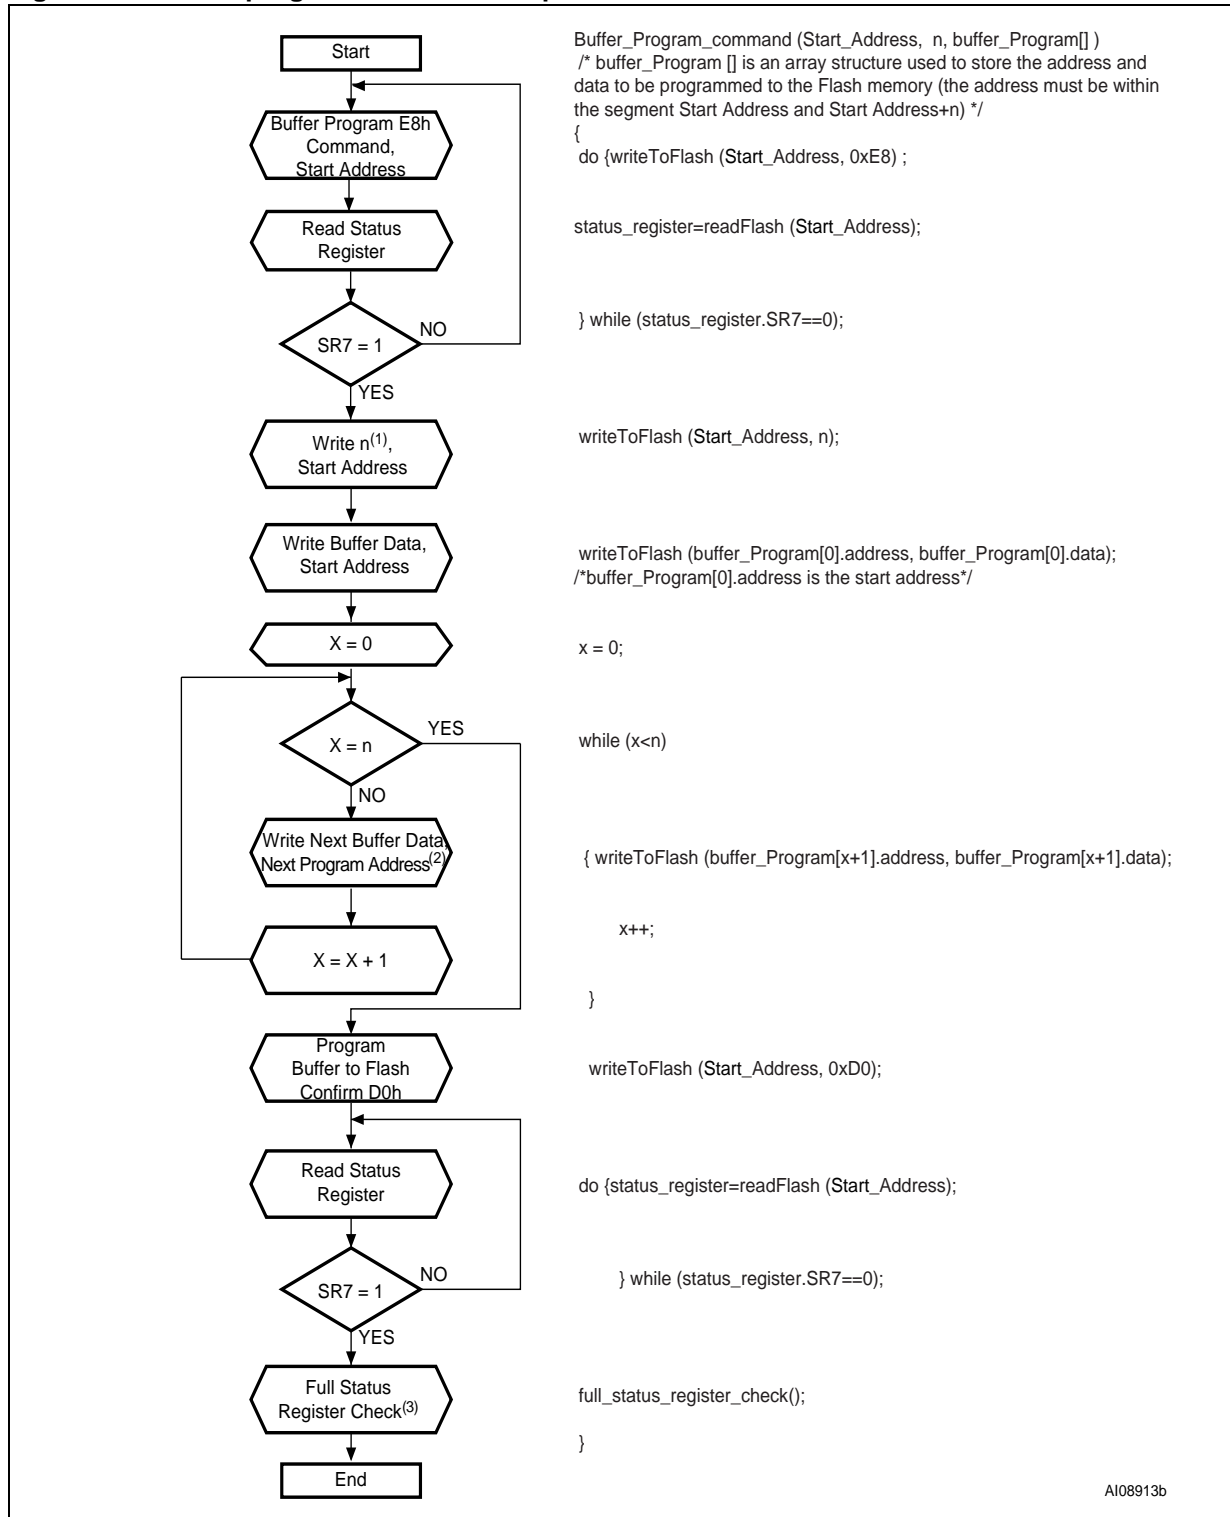 Start
Buffer Program E8h
Command,
Start Address
Read Status
Register
SR7 = 1
NO
YES
Write n(1),
Start Address
Write Buffer Data,
Start Address
X = 0
X = n
YES
NO
Write Next Buffer Data,
Next Program Address(2)
X = X + 1
Program
Buffer to Flash
Confirm D0h
Read Status
Register
SR7 = 1
NO
YES
Full Status
Register Check(3)
End
Buffer_Program_command (Start_Address, n, buffer_Program[] )
/* buffer_Program [] is an array structure used to store the address and
data to be programmed to the Flash memory (the address must be within
the segment Start Address and Start Address+n) */
{
do {writeToFlash (Start_Address, 0xE8) ;
status_register=readFlash (Start_Address);
} while (status_register.SR7==0);
writeToFlash (Start_Address, n);
writeToFlash (buffer_Program[0].address, buffer_Program[0].data);
/*buffer_Program[0].address is the start address*/
x = 0;
while (x<n)
{ writeToFlash (buffer_Program[x+1].address, buffer_Program[x+1].data);
x++;
}
writeToFlash (Start_Address, 0xD0);
do {status_register=readFlash (Start_Address);
} while (status_register.SR7==0);
full_status_register_check();
}
AI08913b